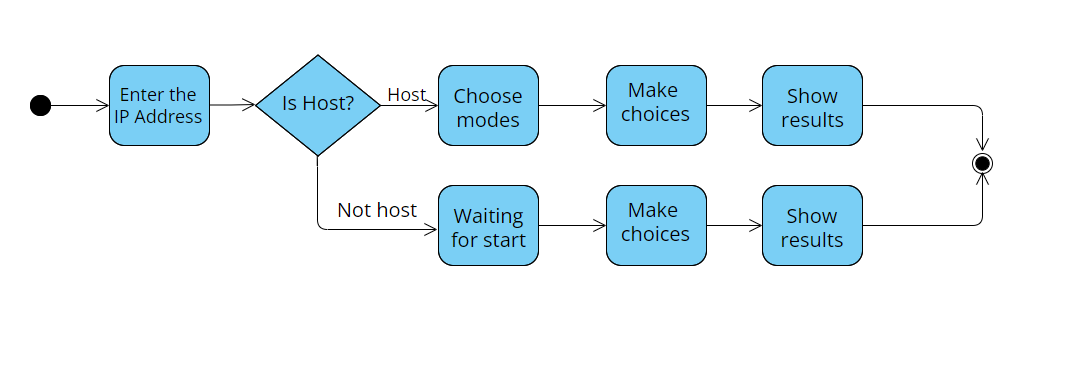 Enter the
IP Address
Is Host?
Host
Choose
modes
Make
choices
Show
results
Not host
Waiting
for start
Make
choices
Show
results